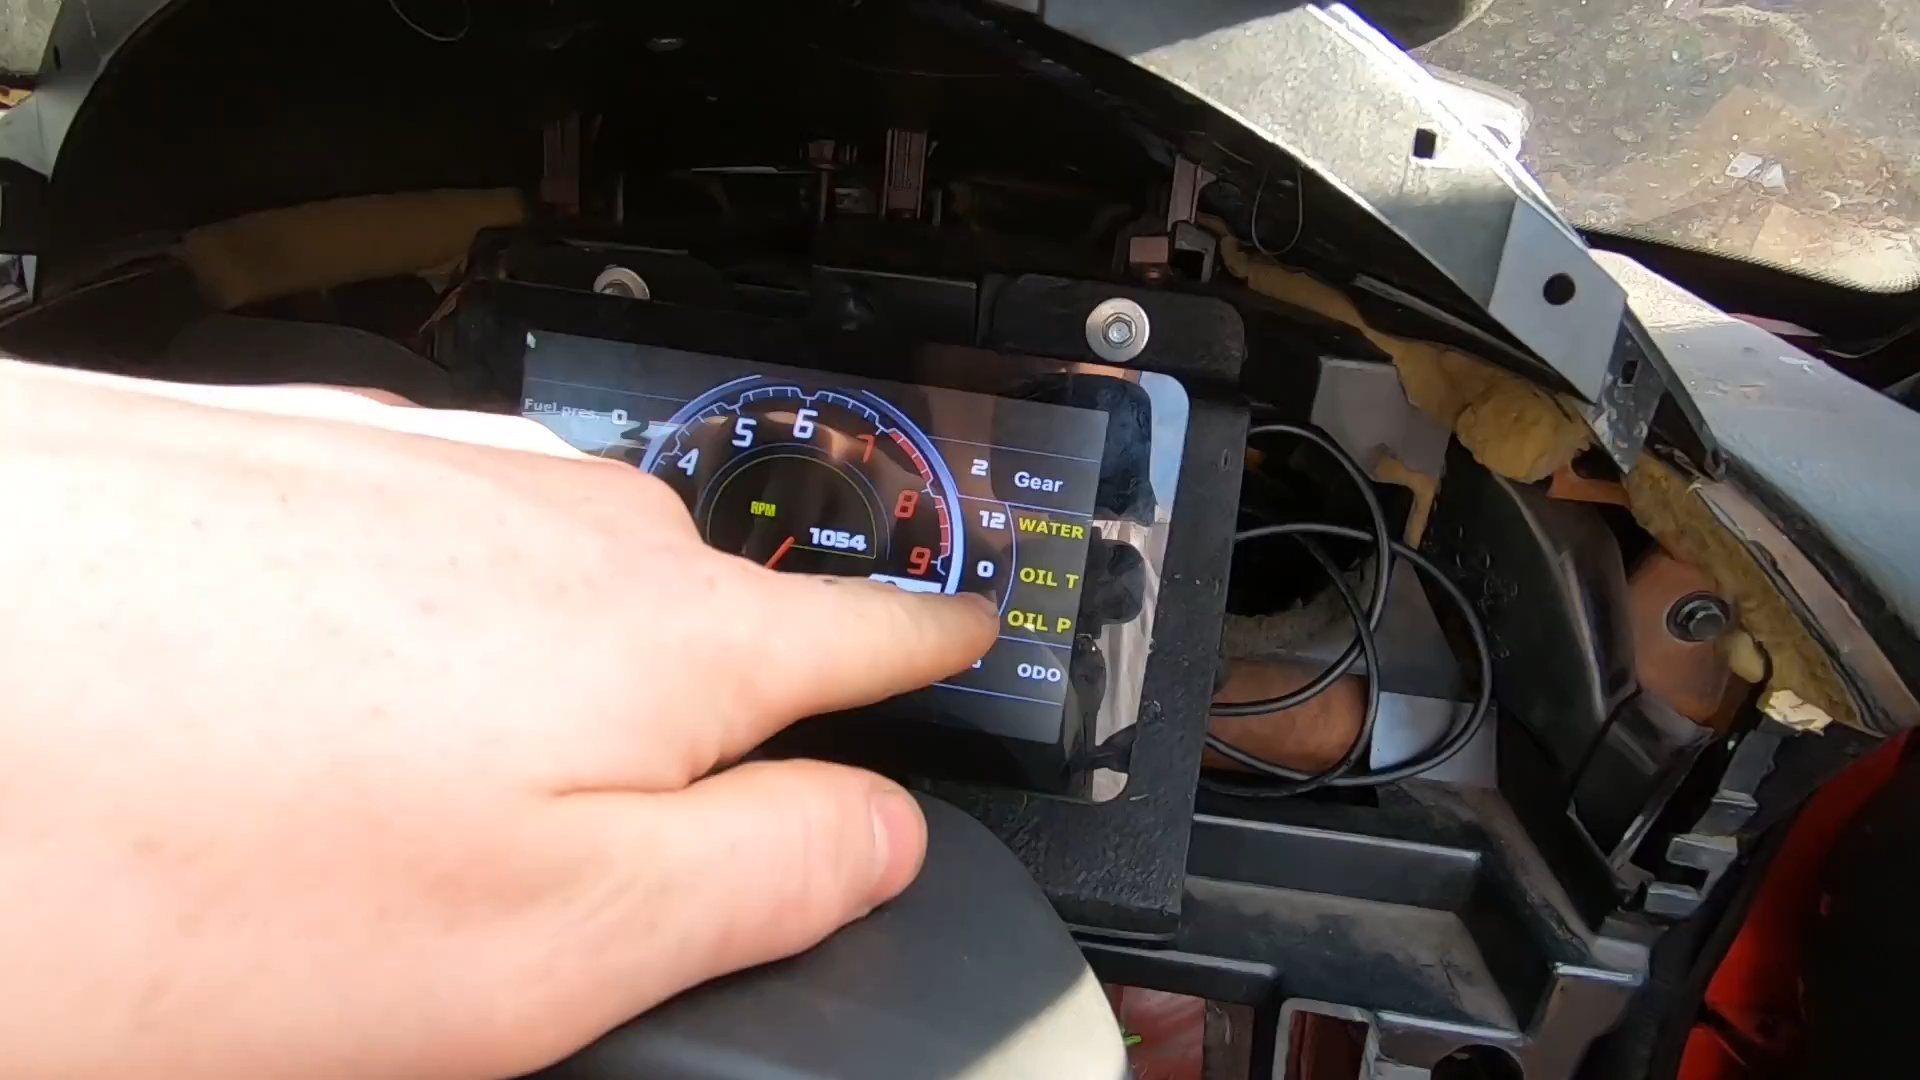 Fuel pres. 0
4 5 6 7 8 9
RPM
1054
2 Gear
12 WATER
0 OIL T
OIL P
ODO